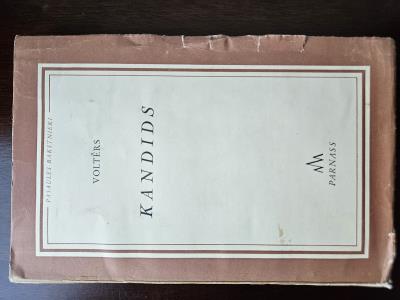 PASAULES RAKSTNIEKI
VOLTĒRS
KANDIDS
PARNASS